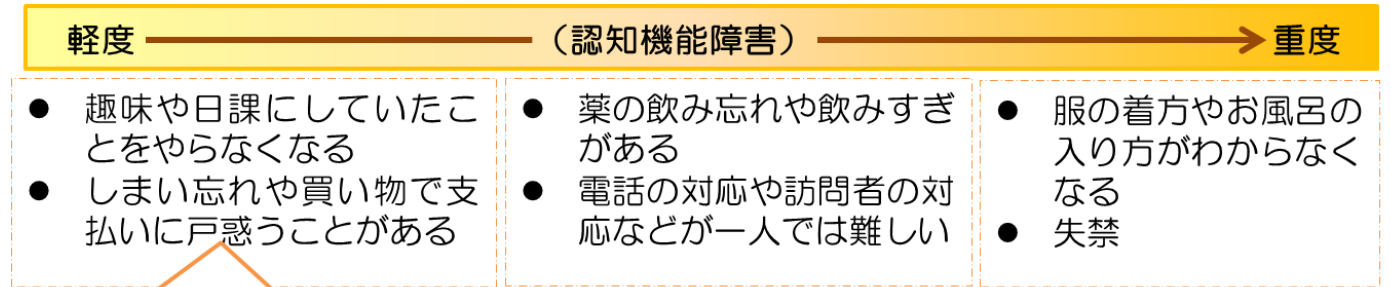 軽度 （認知機能障害） 重度
● 趣味や日課にしていたこ
とをやらなくなる
● しまい忘れや買い物で支
払いに戸惑うことがある
● 薬の飲み忘れや飲みすぎ
がある
● 電話の対応や訪問者の対
応などが一人では難しい
● 服の着方やお風呂の
入り方がわからなく
なる
● 失禁